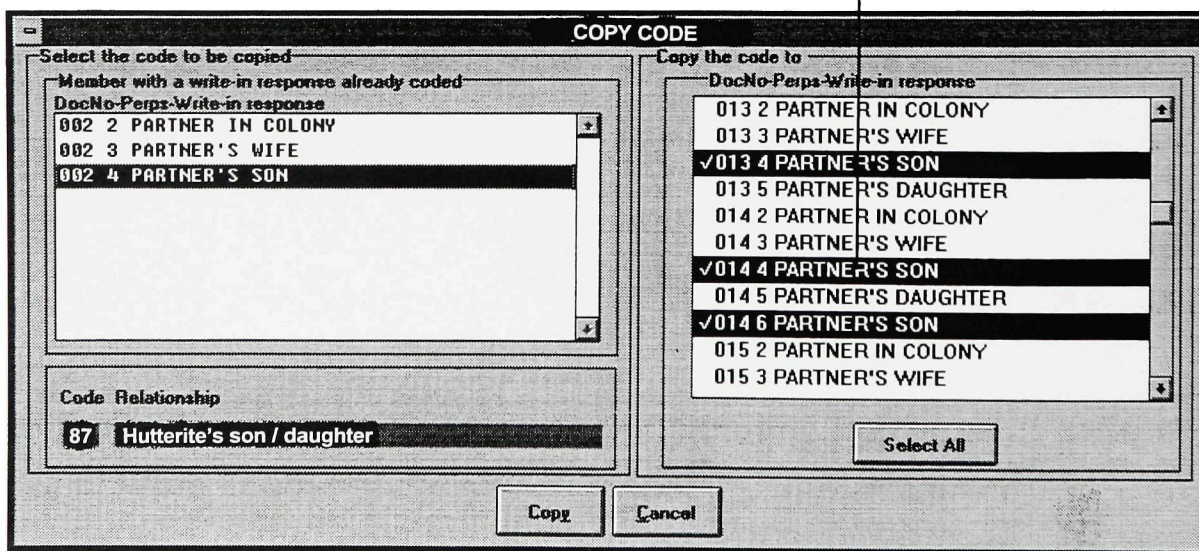 COPY CODE
Select the code to be copied
Member with a write-in response already coded
DocNo-Perps-Write-in response
002 2 PARTNER IN COLONY
002 3 PARTNER'S WIFE
002 4 PARTNER'S SON
Code Relationship
87 Hutterite's son / daughter
Copy the code to
DocNo-Perps-Write-in response
013 2 PARTNER IN COLONY
013 3 PARTNER'S WIFE
✓013 4 PARTNER'S SON
013 5 PARTNER'S DAUGHTER
014 2 PARTNER IN COLONY
014 3 PARTNER'S WIFE
✓014 4 PARTNER'S SON
014 5 PARTNER'S DAUGHTER
✓014 6 PARTNER'S SON
015 2 PARTNER IN COLONY
015 3 PARTNER'S WIFE
Select All
Copy
Cancel